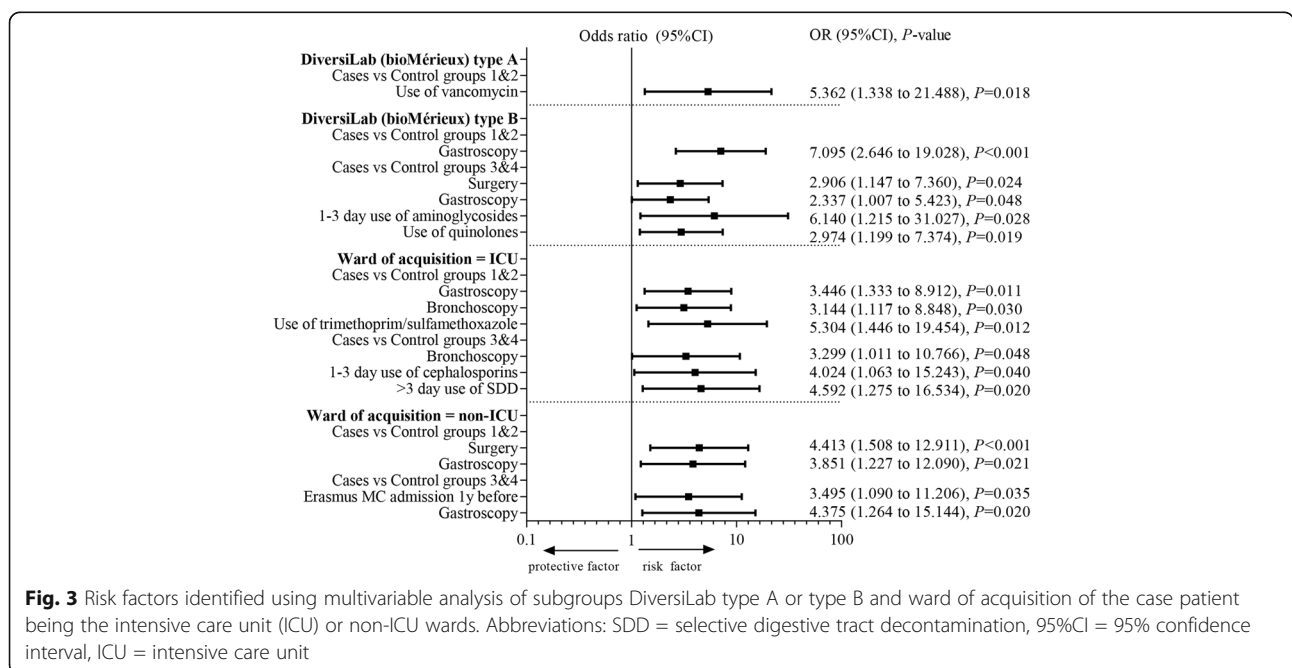 Odds ratio (95%CI) OR (95%CI), P-value
DiversiLab (bioMérieux) type A
Cases vs Control groups 1&2
Use of vancomycin 5.362 (1.338 to 21.488), P=0.018
DiversiLab (bioMérieux) type B
Cases vs Control groups 1&2
Gastroscopy 7.095 (2.646 to 19.028), P<0.001
Cases vs Control groups 3&4
Surgery 2.906 (1.147 to 7.360), P=0.024
Gastroscopy 2.337 (1.007 to 5.423), P=0.048
1-3 day use of aminoglycosides 6.140 (1.215 to 31.027), P=0.028
Use of quinolones 2.974 (1.199 to 7.374), P=0.019
Ward of acquisition = ICU
Cases vs Control groups 1&2
Gastroscopy 3.446 (1.333 to 8.912), P=0.011
Bronchoscopy 3.144 (1.117 to 8.848), P=0.030
Use of trimethoprim/sulfamethoxazole 5.304 (1.446 to 19.454), P=0.012
Cases vs Control groups 3&4
Bronchoscopy 3.299 (1.011 to 10.766), P=0.048
1-3 day use of cephalosporins 4.024 (1.063 to 15.243), P=0.040
>3 day use of SDD 4.592 (1.275 to 16.534), P=0.020
Ward of acquisition = non-ICU
Cases vs Control groups 1&2
Surgery 4.413 (1.508 to 12.911), P<0.001
Gastroscopy 3.851 (1.227 to 12.090), P=0.021
Cases vs Control groups 3&4
Erasmus MC admission 1y before 3.495 (1.090 to 11.206), P=0.035
Gastroscopy 4.375 (1.264 to 15.144), P=0.020
0.1 1 10 100
protective factor risk factor
Fig. 3 Risk factors identified using multivariable analysis of subgroups DiversiLab type A or type B and ward of acquisition of the case patient
being the intensive care unit (ICU) or non-ICU wards. Abbreviations: SDD = selective digestive tract decontamination, 95%CI = 95% confidence
interval, ICU = intensive care unit